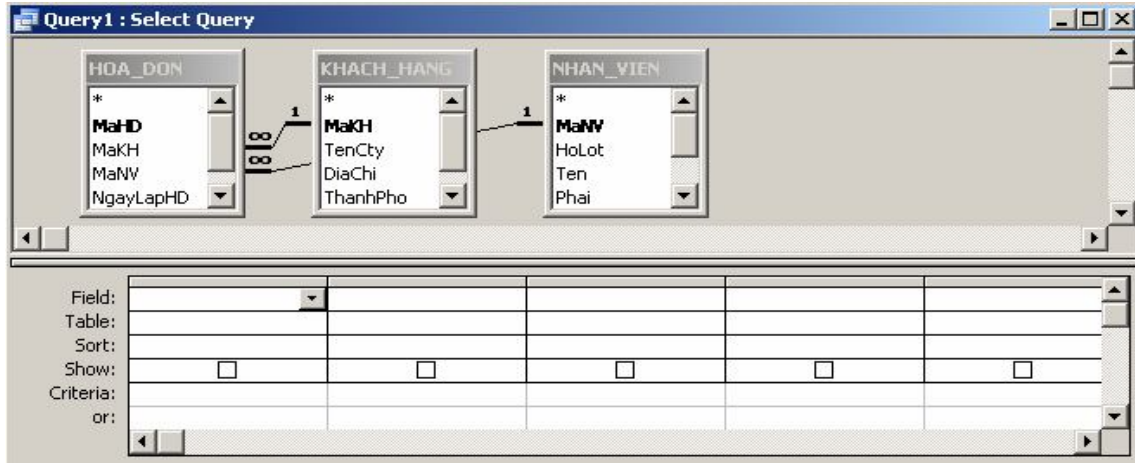 Query1 : Select Query
HOA_DON
*
MaHD
MaKH
MaNV
NgayLapHD
∞
∞
1
KHACH_HANG
*
MaKH
TenCty
DiaChi
ThanhPho
1
NHAN_VIEN
*
MaNV
HoLot
Ten
Phai
Field:
Table:
Sort:
Show:
Criteria:
or: